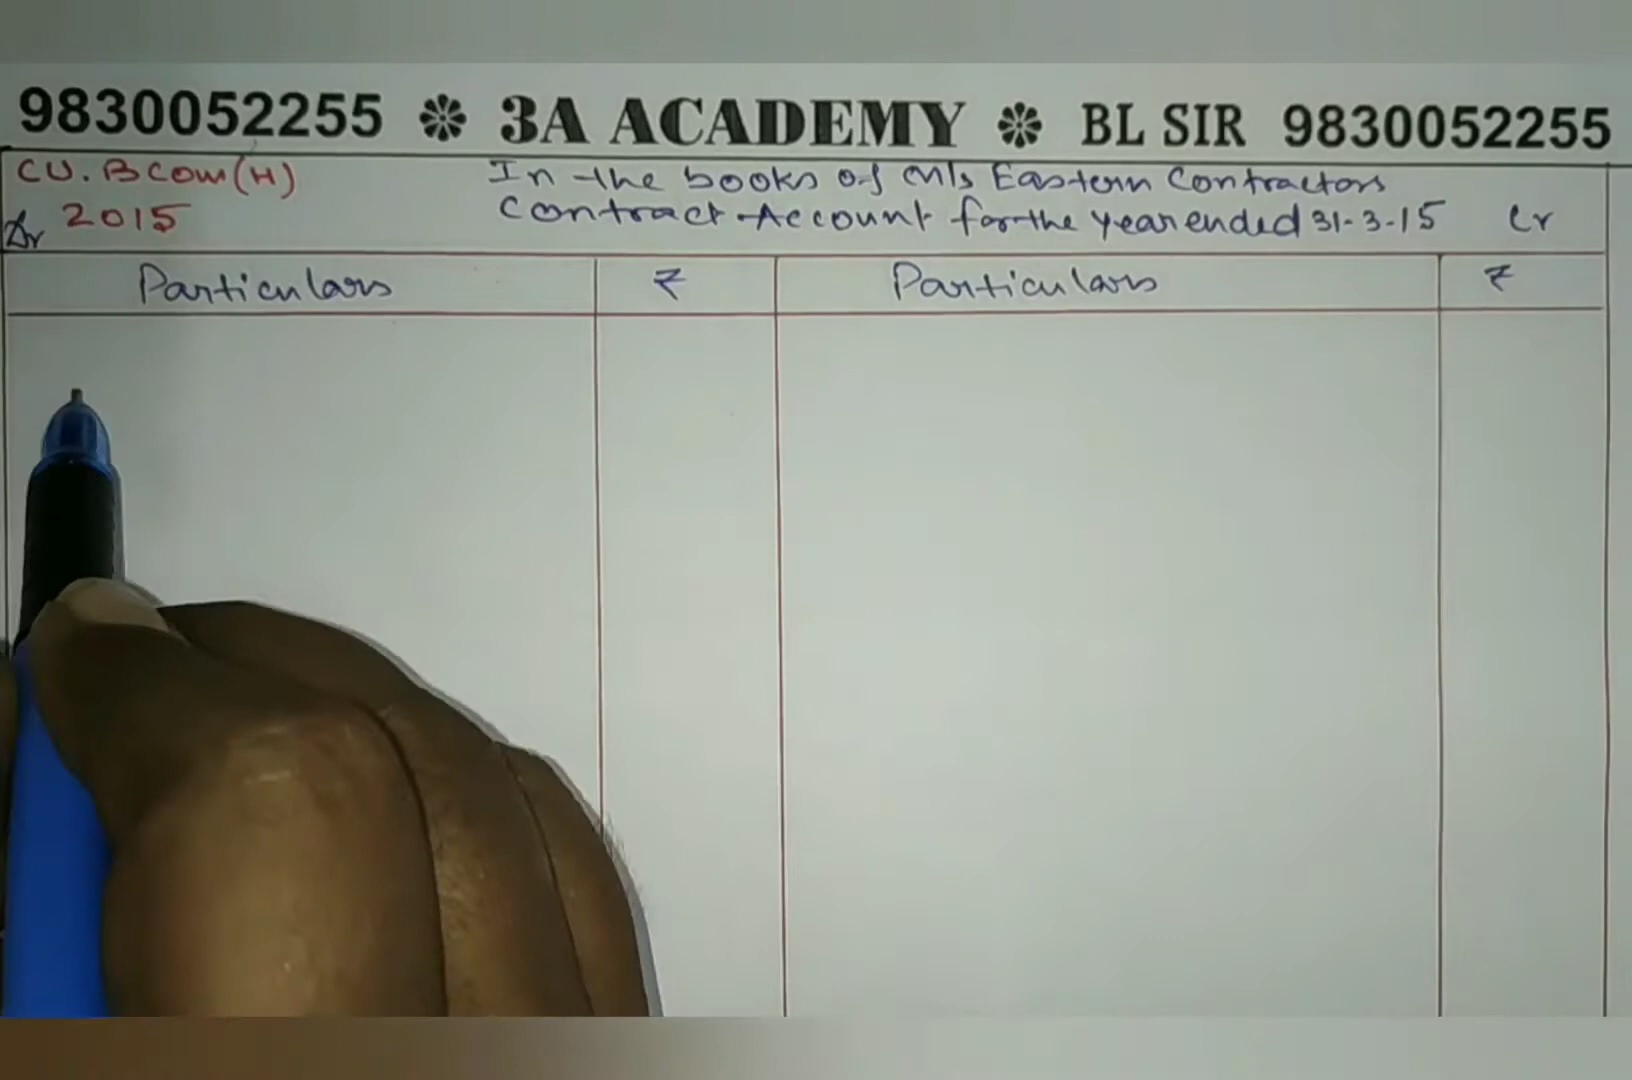 9830052255 ❇ 3A ACADEMY ❇ BL SIR 9830052255
CU. BCom(H) In the books of M/s Eastern Contractors
2015 Contract Account for the year ended 31-3-15
Dr Cr
Particulars ₹ Particulars ₹